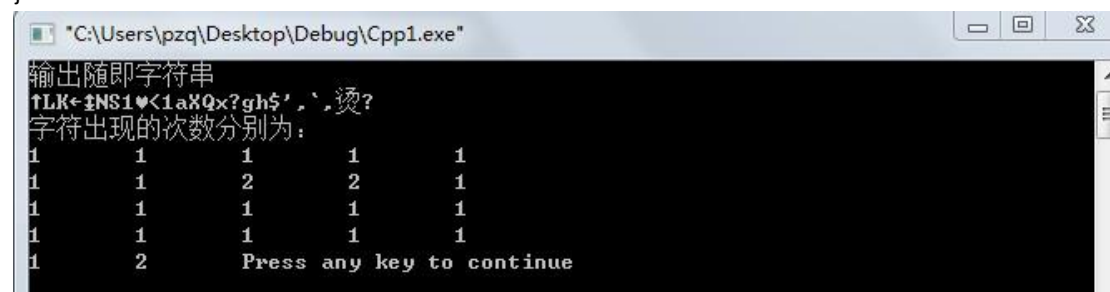 "C:\Users\pzq\Desktop\Debug\Cpp1.exe"
输出随即字符串
↑LK←‡NS1♥<1aXQx?gh$',`,烫?
字符出现的次数分别为:
1 1 1 1 1
1 1 2 2 1
1 1 1 1 1
1 1 1 1 1
1 2 Press any key to continue